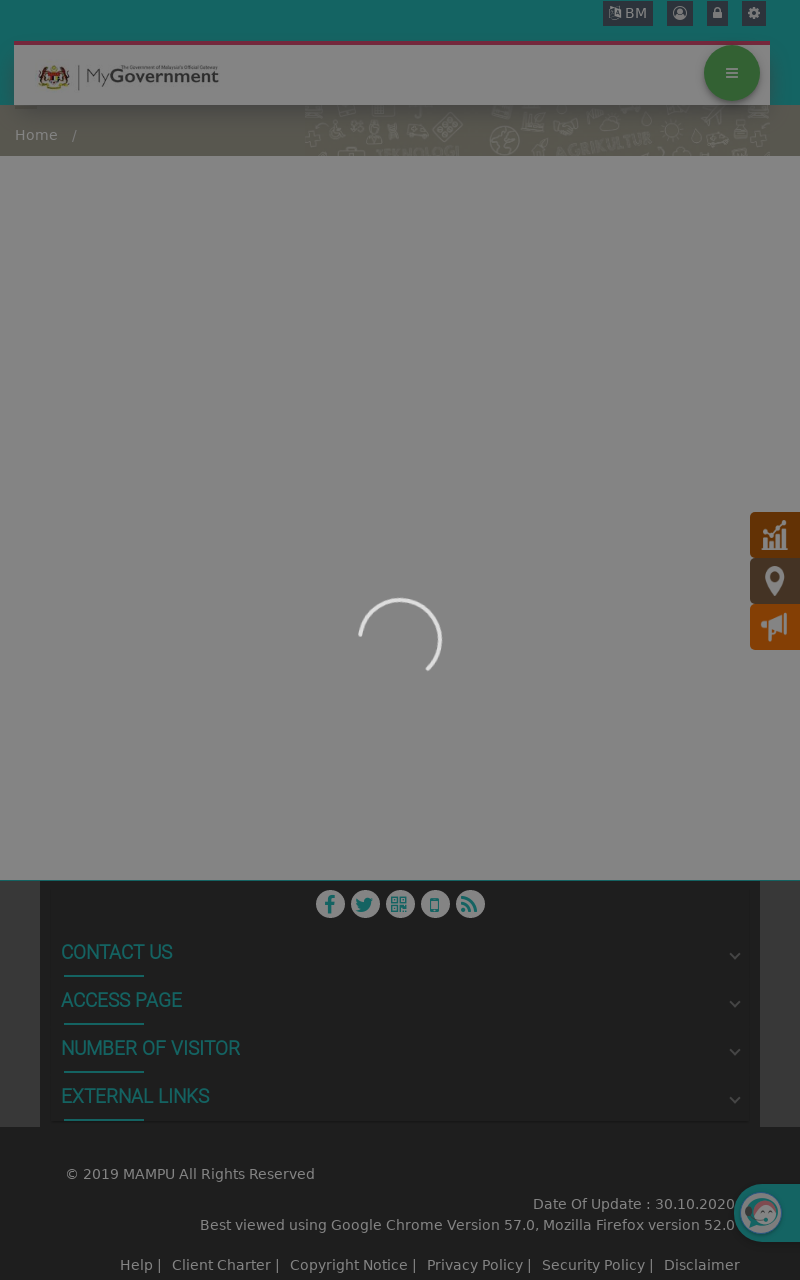 BM
The Government of Malaysia's Official Gateway
MyGovernment
Home /
TEKNOLOGI
AGRIKULTUR
CONTACT US
ACCESS PAGE
NUMBER OF VISITOR
EXTERNAL LINKS
© 2019 MAMPU All Rights Reserved
Date Of Update : 30.10.2020
Best viewed using Google Chrome Version 57.0, Mozilla Firefox version 52.0
Help | Client Charter | Copyright Notice | Privacy Policy | Security Policy | Disclaimer